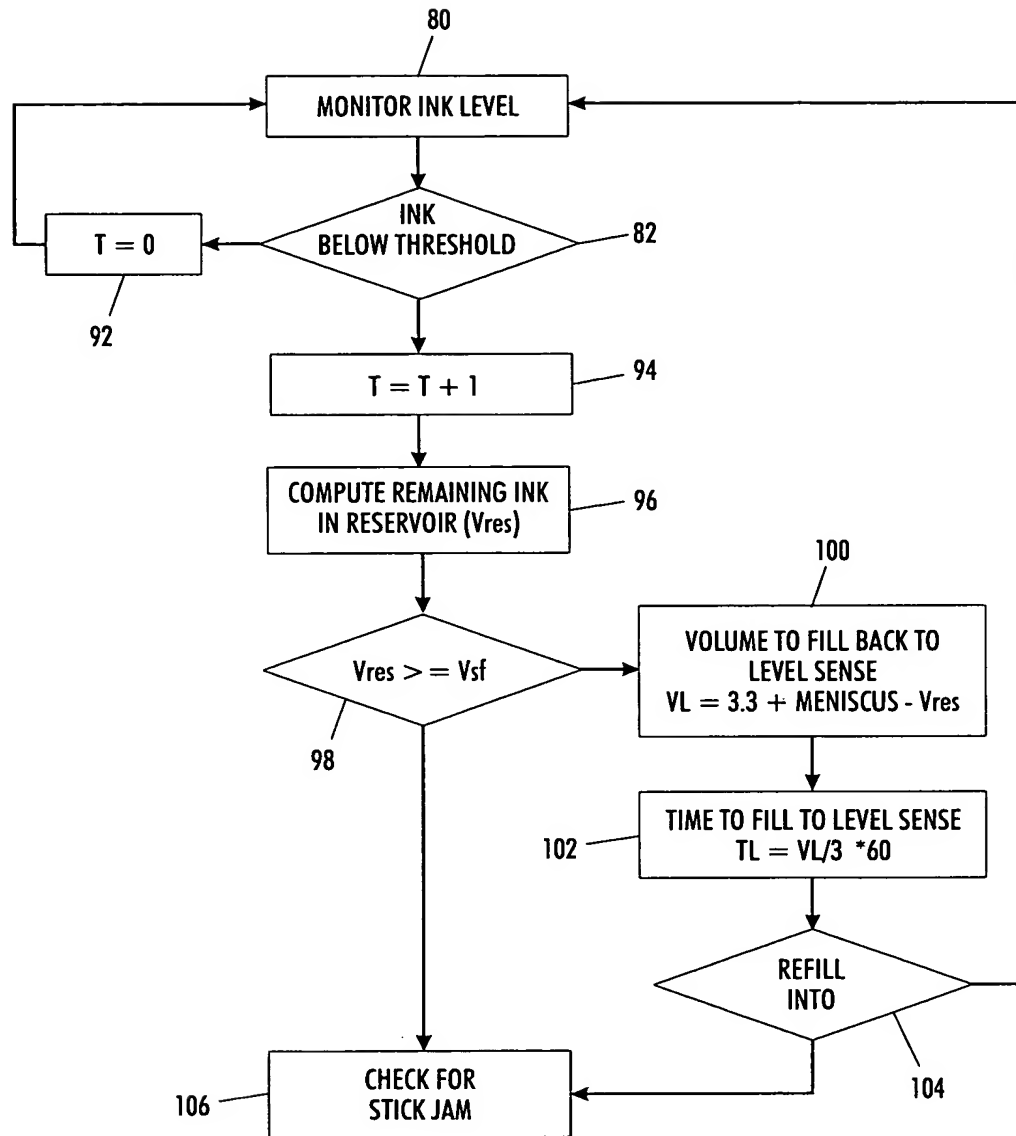 80
MONITOR INK LEVEL
INK
BELOW THRESHOLD
82
T = 0
92
T = T + 1
94
COMPUTE REMAINING INK
IN RESERVOIR (Vres)
96
Vres > = Vsf
98
100
VOLUME TO FILL BACK TO
LEVEL SENSE
VL = 3.3 + MENISCUS - Vres
TIME TO FILL TO LEVEL SENSE
TL = VL/3 *60
102
REFILL
INTO
104
CHECK FOR
STICK JAM
106